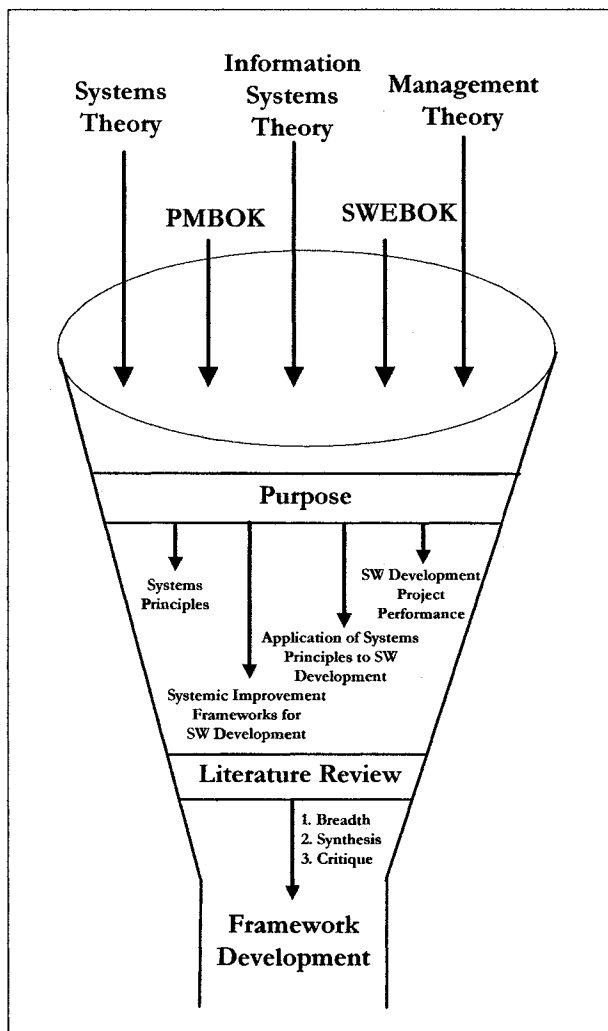 Systems
Theory
Information
Systems
Theory
Management
Theory
PMBOK
SWEBOK
Purpose
Systems
Principles
SW Development
Project
Performance
Application of Systems
Principles to SW
Development
Systemic Improvement
Frameworks for
SW Development
Literature Review
1. Breadth
2. Synthesis
3. Critique
Framework
Development